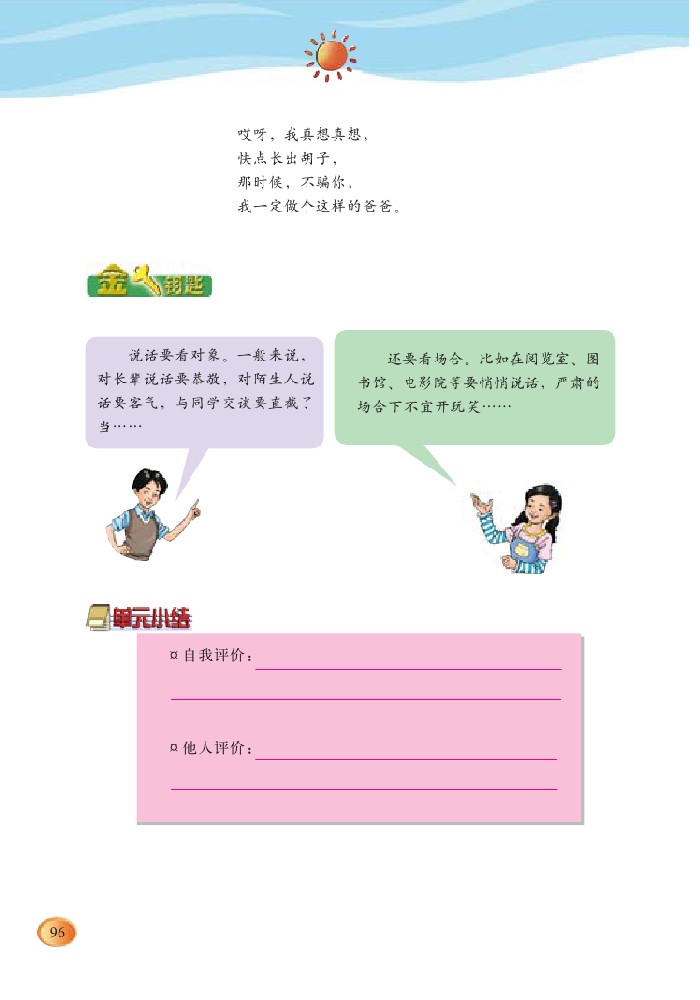 哎呀，我真想真想，
快点长出胡子，
那时候，不骗你，
我一定做个这样的爸爸。
金钥匙
说话要看对象。一般来说，
对长辈说话要恭敬，对陌生人说
话要客气，与同学交谈要直截了
当……
还要看场合。比如在阅览室、图
书馆、电影院等要悄悄说话，严肃的
场合下不宜开玩笑……
单元小结
¤ 自我评价：
¤ 他人评价：
96